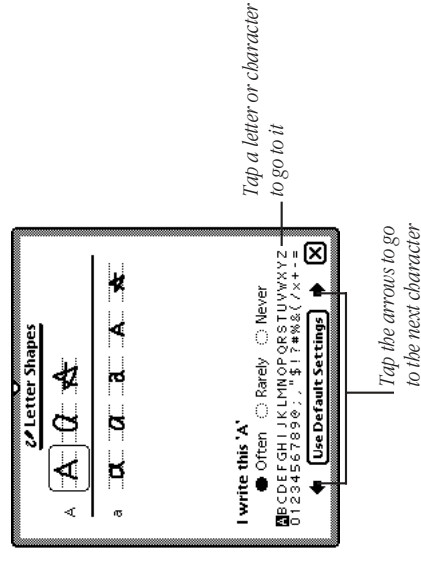 Letter Shapes
A A a A
a a a a A A
I write this ‘A’
Often Rarely Never
ABCDEFGHIJKLMNOPQRSTUVWXYZ
0123456789@:,"$!?#%&(/x+-=
Use Default Settings
Tap a letter or character
to go to it
Tap the arrows to go
to the next character